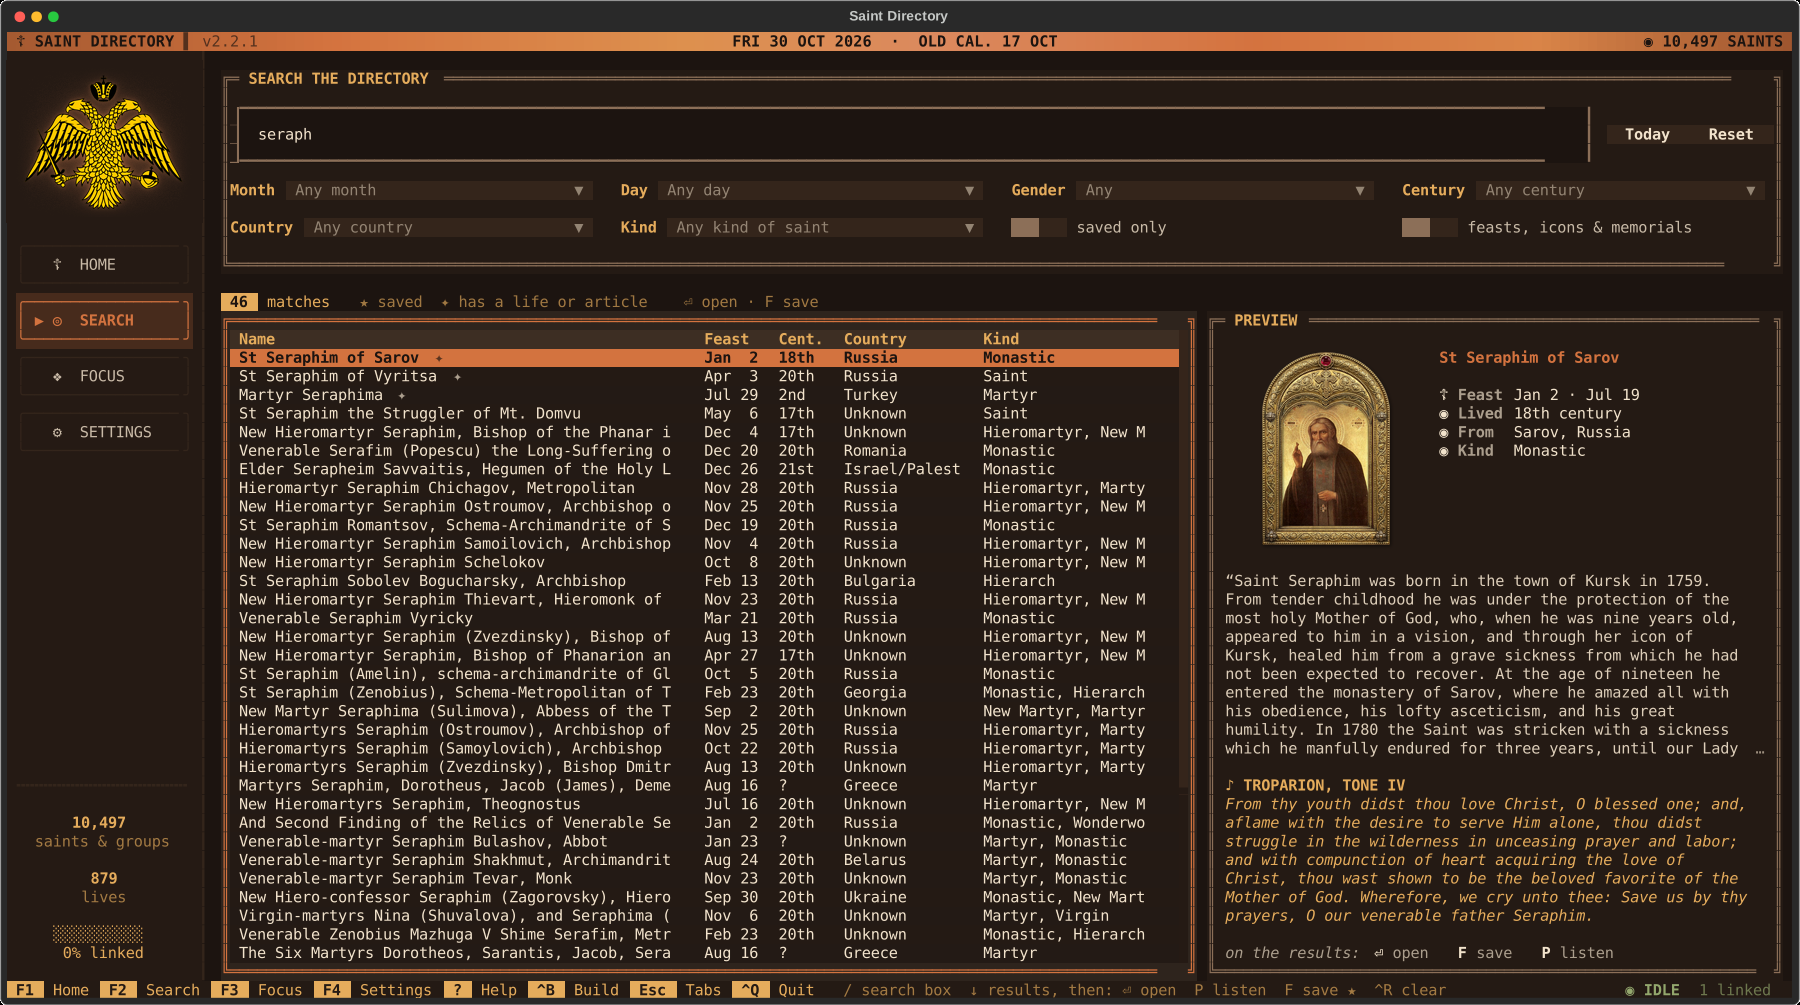 Saint Directory
☦ SAINT DIRECTORY v2.2.1 FRI 30 OCT 2026 · OLD CAL. 17 OCT ◉ 10,497 SAINTS
☦ HOME
▶ ◎ SEARCH
❖ FOCUS
⚙ SETTINGS
10,497
saints & groups
879
lives
0% linked
SEARCH THE DIRECTORY
seraph
Today Reset
Month Any month ▼ Day Any day ▼ Gender Any ▼ Century Any century ▼
Country Any country ▼ Kind Any kind of saint ▼ saved only feasts, icons & memorials
46 matches ★ saved ✦ has a life or article ⏎ open · F save
Name Feast Cent. Country Kind
St Seraphim of Sarov ✦ Jan 2 18th Russia Monastic
St Seraphim of Vyritsa ✦ Apr 3 20th Russia Saint
Martyr Seraphima ✦ Jul 29 2nd Turkey Martyr
St Seraphim the Struggler of Mt. Domvu May 6 17th Unknown Saint
New Hieromartyr Seraphim, Bishop of the Phanar i Dec 4 17th Unknown Hieromartyr, New M
Venerable Serafim (Popescu) the Long-Suffering o Dec 20 20th Romania Monastic
Elder Serapheim Savvaitis, Hegumen of the Holy L Dec 26 21st Israel/Palest Monastic
Hieromartyr Seraphim Chichagov, Metropolitan Nov 28 20th Russia Hieromartyr, Marty
New Hieromartyr Seraphim Ostroumov, Archbishop o Nov 25 20th Russia Hieromartyr, New M
St Seraphim Romantsov, Schema-Archimandrite of S Dec 19 20th Russia Monastic
New Hieromartyr Seraphim Samoilovich, Archbishop Nov 4 20th Russia Hieromartyr, New M
New Hieromartyr Seraphim Schelokov Oct 8 20th Unknown Hieromartyr, New M
St Seraphim Sobolev Bogucharsky, Archbishop Feb 13 20th Bulgaria Hierarch
New Hieromartyr Seraphim Thievart, Hieromonk of Nov 23 20th Russia Hieromartyr, New M
Venerable Seraphim Vyricky Mar 21 20th Russia Monastic
New Hieromartyr Seraphim (Zvezdinsky), Bishop of Aug 13 20th Unknown Hieromartyr, New M
New Hieromartyr Seraphim, Bishop of Phanarion an Apr 27 17th Unknown Hieromartyr, New M
St Seraphim (Amelin), schema-archimandrite of Gl Oct 5 20th Russia Monastic
St Seraphim (Zenobius), Schema-Metropolitan of T Feb 23 20th Georgia Monastic, Hierarch
New Martyr Seraphima (Sulimova), Abbess of the T Sep 2 20th Unknown New Martyr, Martyr
Hieromartyrs Seraphim (Ostroumov), Archbishop of Nov 25 20th Russia Hieromartyr, Marty
Hieromartyrs Seraphim (Samoylovich), Archbishop Oct 22 20th Russia Hieromartyr, Marty
Hieromartyrs Seraphim (Zvezdinsky), Bishop Dmitr Aug 13 20th Unknown Hieromartyr, Marty
Martyrs Seraphim, Dorotheus, Jacob (James), Deme Aug 16 ? Greece Martyr
New Hieromartyrs Seraphim, Theognostus Jul 16 20th Unknown Hieromartyr, New M
And Second Finding of the Relics of Venerable Se Jan 2 20th Russia Monastic, Wonderwo
Venerable-martyr Seraphim Bulashov, Abbot Jan 23 ? Unknown Martyr, Monastic
Venerable-martyr Seraphim Shakhmut, Archimandrit Aug 24 20th Belarus Martyr, Monastic
Venerable-martyr Seraphim Tevar, Monk Nov 23 20th Unknown Martyr, Monastic
New Hiero-confessor Seraphim (Zagorovsky), Hiero Sep 30 20th Ukraine Monastic, New Mart
Virgin-martyrs Nina (Shuvalova), and Seraphima ( Nov 6 20th Unknown Martyr, Virgin
Venerable Zenobius Mazhuga V Shime Serafim, Metr Feb 23 20th Unknown Monastic, Hierarch
The Six Martyrs Dorotheos, Sarantis, Jacob, Sera Aug 16 ? Greece Martyr
PREVIEW
St Seraphim of Sarov
☦ Feast Jan 2 · Jul 19
◉ Lived 18th century
◉ From Sarov, Russia
◉ Kind Monastic
“Saint Seraphim was born in the town of Kursk in 1759.
From tender childhood he was under the protection of the
most holy Mother of God, who, when he was nine years old,
appeared to him in a vision, and through her icon of
Kursk, healed him from a grave sickness from which he had
not been expected to recover. At the age of nineteen he
entered the monastery of Sarov, where he amazed all with
his obedience, his lofty asceticism, and his great
humility. In 1780 the Saint was stricken with a sickness
which he manfully endured for three years, until our Lady …
♪ TROPARION, TONE IV
From thy youth didst thou love Christ, O blessed one; and,
aflame with the desire to serve Him alone, thou didst
struggle in the wilderness in unceasing prayer and labor;
and with compunction of heart acquiring the love of
Christ, thou wast shown to be the beloved favorite of the
Mother of God. Wherefore, we cry unto thee: Save us by thy
prayers, O our venerable father Seraphim.
on the results: ⏎ open F save P listen
F1 Home F2 Search F3 Focus F4 Settings ? Help ^B Build Esc Tabs ^Q Quit / search box ↓ results, then: ⏎ open P listen F save ★ ^R clear ◉ IDLE 1 linked